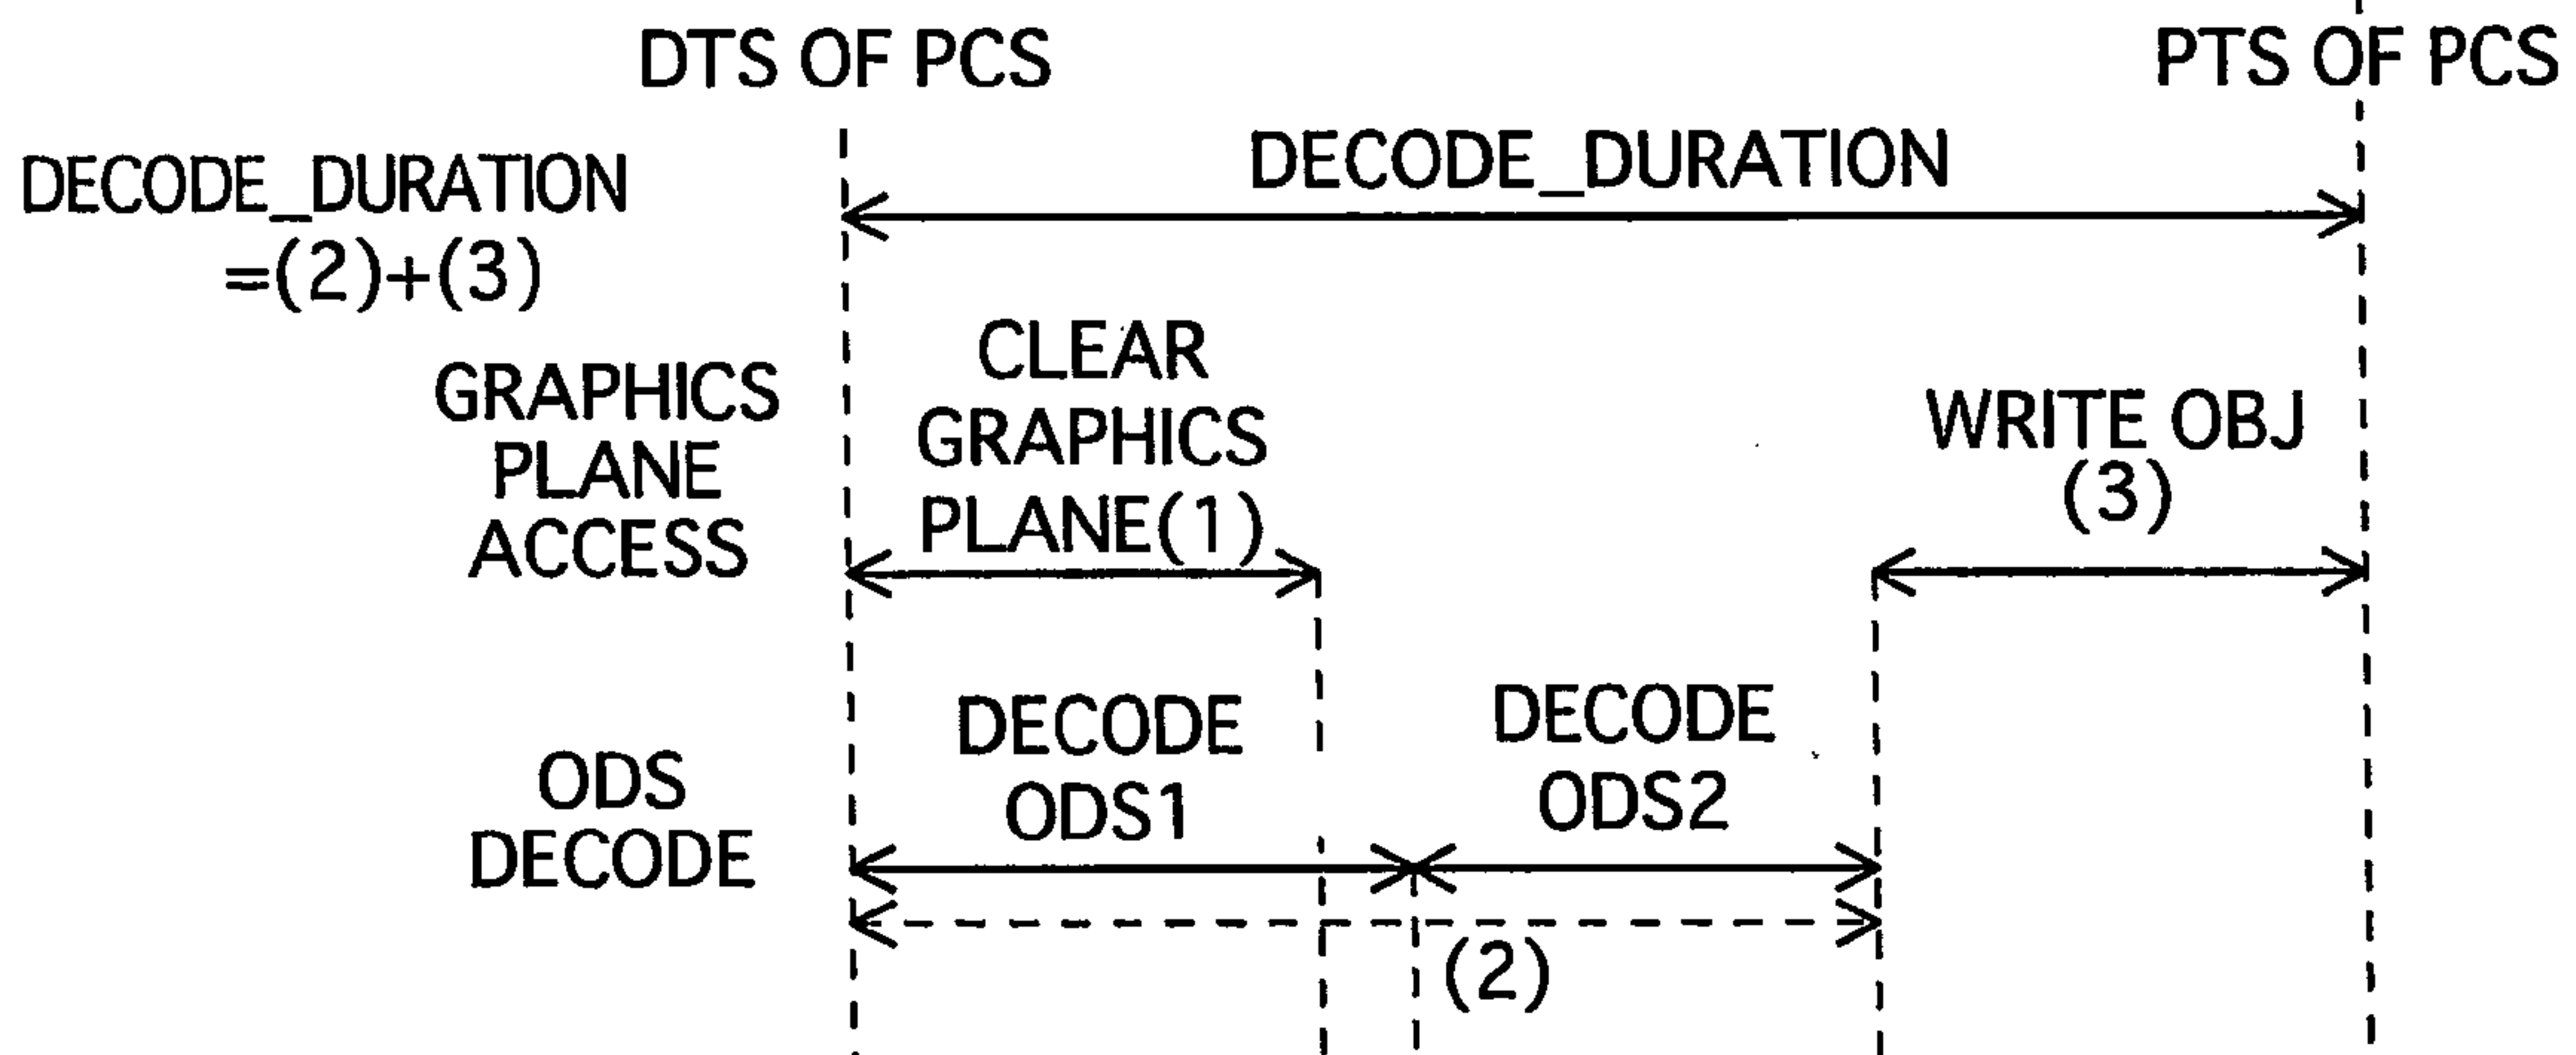 DTS OF PCS
PTS OF PCS
DECODE_DURATION
=(2)+(3)
DECODE_DURATION
GRAPHICS
PLANE
ACCESS
CLEAR
GRAPHICS
PLANE(1)
WRITE OBJ
(3)
ODS
DECODE
DECODE
ODS1
DECODE
ODS2
(2)